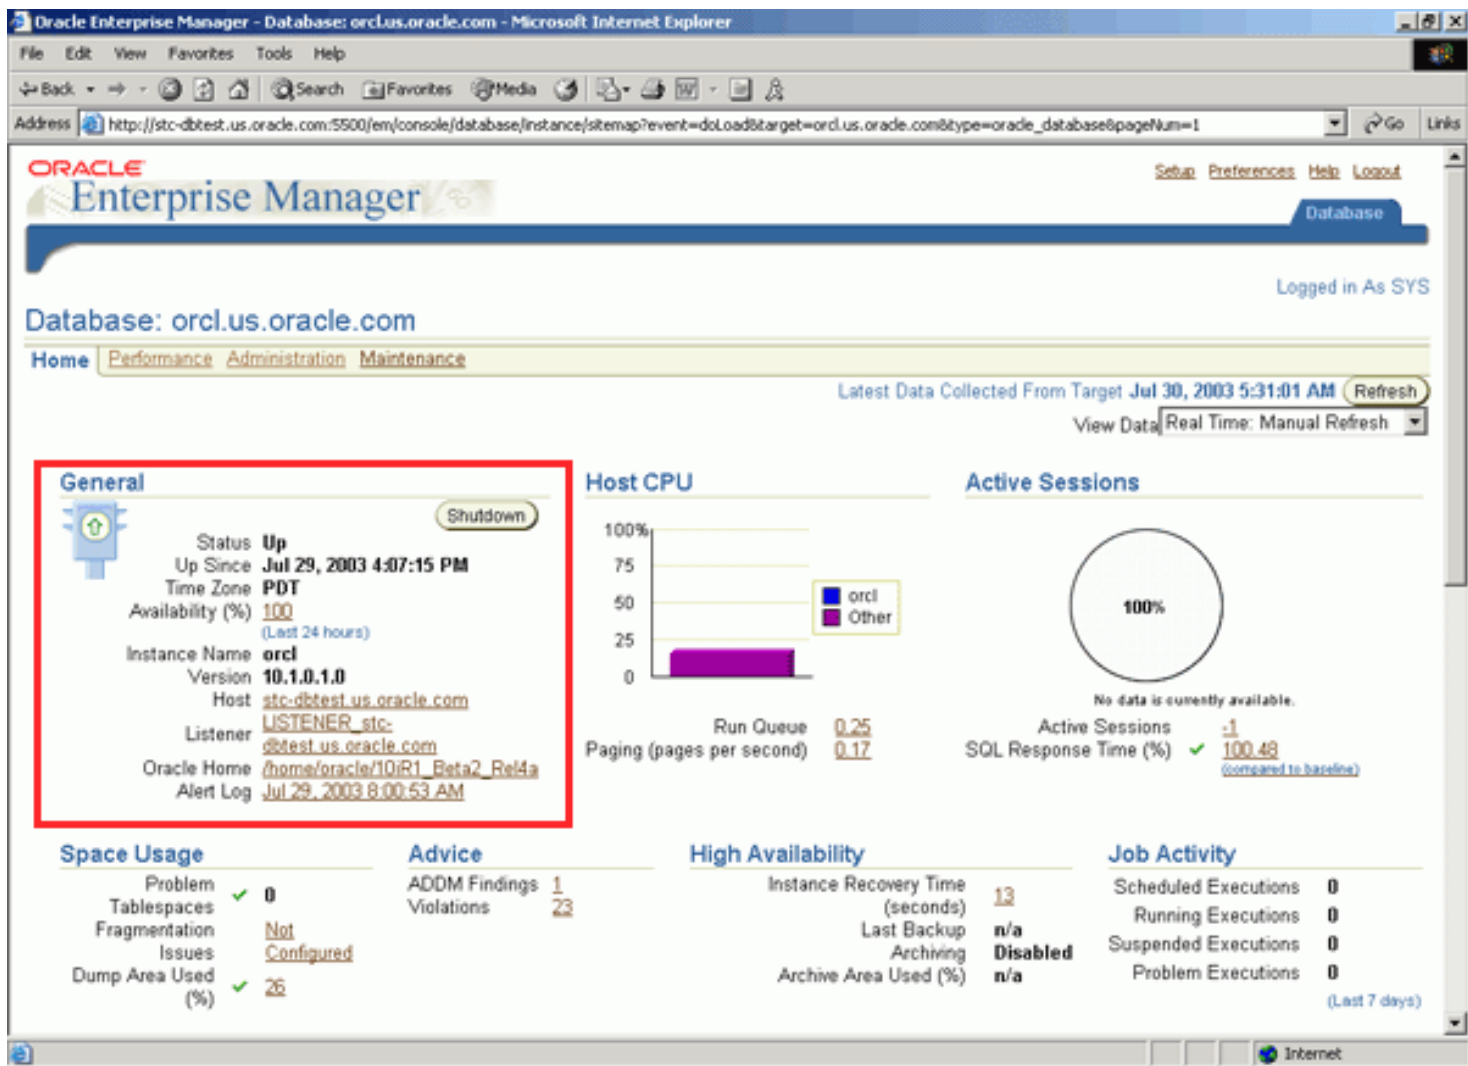 Oracle Enterprise Manager - Database: orcl.us.oracle.com - Microsoft Internet Explorer
File Edit View Favorites Tools Help
Back Search Favorites Media
Address http://stc-dbtest.us.oracle.com:5500/em/console/database/instance/sitemap?event=doLoad&target=orcl.us.oracle.com&type=oracle_database&pageNum=1 Go Links
ORACLE
Enterprise Manager
Setup Preferences Help Logout
Database
Logged in As SYS
Database: orcl.us.oracle.com
Home Performance Administration Maintenance
Latest Data Collected From Target Jul 30, 2003 5:31:01 AM Refresh
View Data Real Time: Manual Refresh
General
Shutdown
Status Up
Up Since Jul 29, 2003 4:07:15 PM
Time Zone PDT
Availability (%) 100
(Last 24 hours)
Instance Name orcl
Version 10.1.0.1.0
Host stc-dbtest.us.oracle.com
Listener LISTENER_stc-
dbtest.us.oracle.com
Oracle Home /home/oracle/10iR1_Beta2_Rel4a
Alert Log Jul 29, 2003 8:00:53 AM
Host CPU
100%
75
50
25
0
orcl
Other
Run Queue 0.25
Paging (pages per second) 0.17
Active Sessions
100%
No data is currently available.
Active Sessions -1
SQL Response Time (%) 100.48
(compared to baseline)
Space Usage
Problem
Tablespaces 0
Fragmentation Not
Issues Configured
Dump Area Used
(%) 26
Advice
ADDM Findings 1
Violations 23
High Availability
Instance Recovery Time
(seconds) 13
Last Backup n/a
Archiving Disabled
Archive Area Used (%) n/a
Job Activity
Scheduled Executions 0
Running Executions 0
Suspended Executions 0
Problem Executions 0
(Last 7 days)
Internet